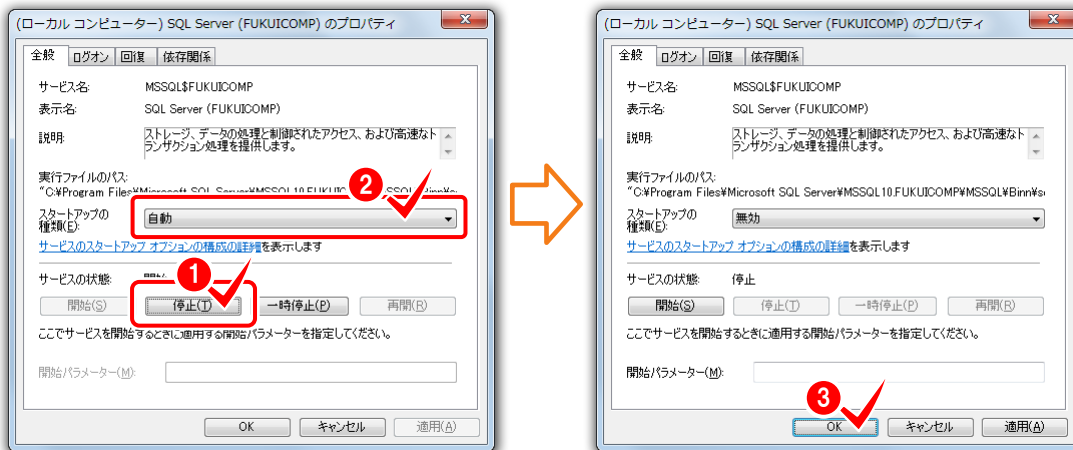 (ローカル コンピューター) SQL Server (FUKUICOMP) のプロパティ
全般 ログオン 回復 依存関係
サービス名: MSSQL$FUKUICOMP
表示名: SQL Server (FUKUICOMP)
説明: ストレージ、データの処理と制御されたアクセス、および高速なト
ランザクション処理を提供します。
実行ファイルのパス:
"C:¥Program Files¥Microsoft SQL Server¥MSSQL10.FUKUIC
スタートアップの
種類(E): 自動
2
サービスのスタートアップ オプションの構成の詳細を表示します
サービスの状態:
1
開始(S) 停止(T) 一時停止(P) 再開(R)
ここでサービスを開始するときに適用する開始パラメーターを指定してください。
開始パラメーター(M):
OK キャンセル 適用(A)
(ローカル コンピューター) SQL Server (FUKUICOMP) のプロパティ
全般 ログオン 回復 依存関係
サービス名: MSSQL$FUKUICOMP
表示名: SQL Server (FUKUICOMP)
説明: ストレージ、データの処理と制御されたアクセス、および高速なト
ランザクション処理を提供します。
実行ファイルのパス:
"C:¥Program Files¥Microsoft SQL Server¥MSSQL10.FUKUICOMP¥MSSQL¥Binn¥s
スタートアップの
種類(E): 無効
サービスのスタートアップ オプションの構成の詳細を表示します
サービスの状態: 停止
開始(S) 停止(T) 一時停止(P) 再開(R)
ここでサービスを開始するときに適用する開始パラメーターを指定してください。
開始パラメーター(M):
3
OK キャンセル 適用(A)